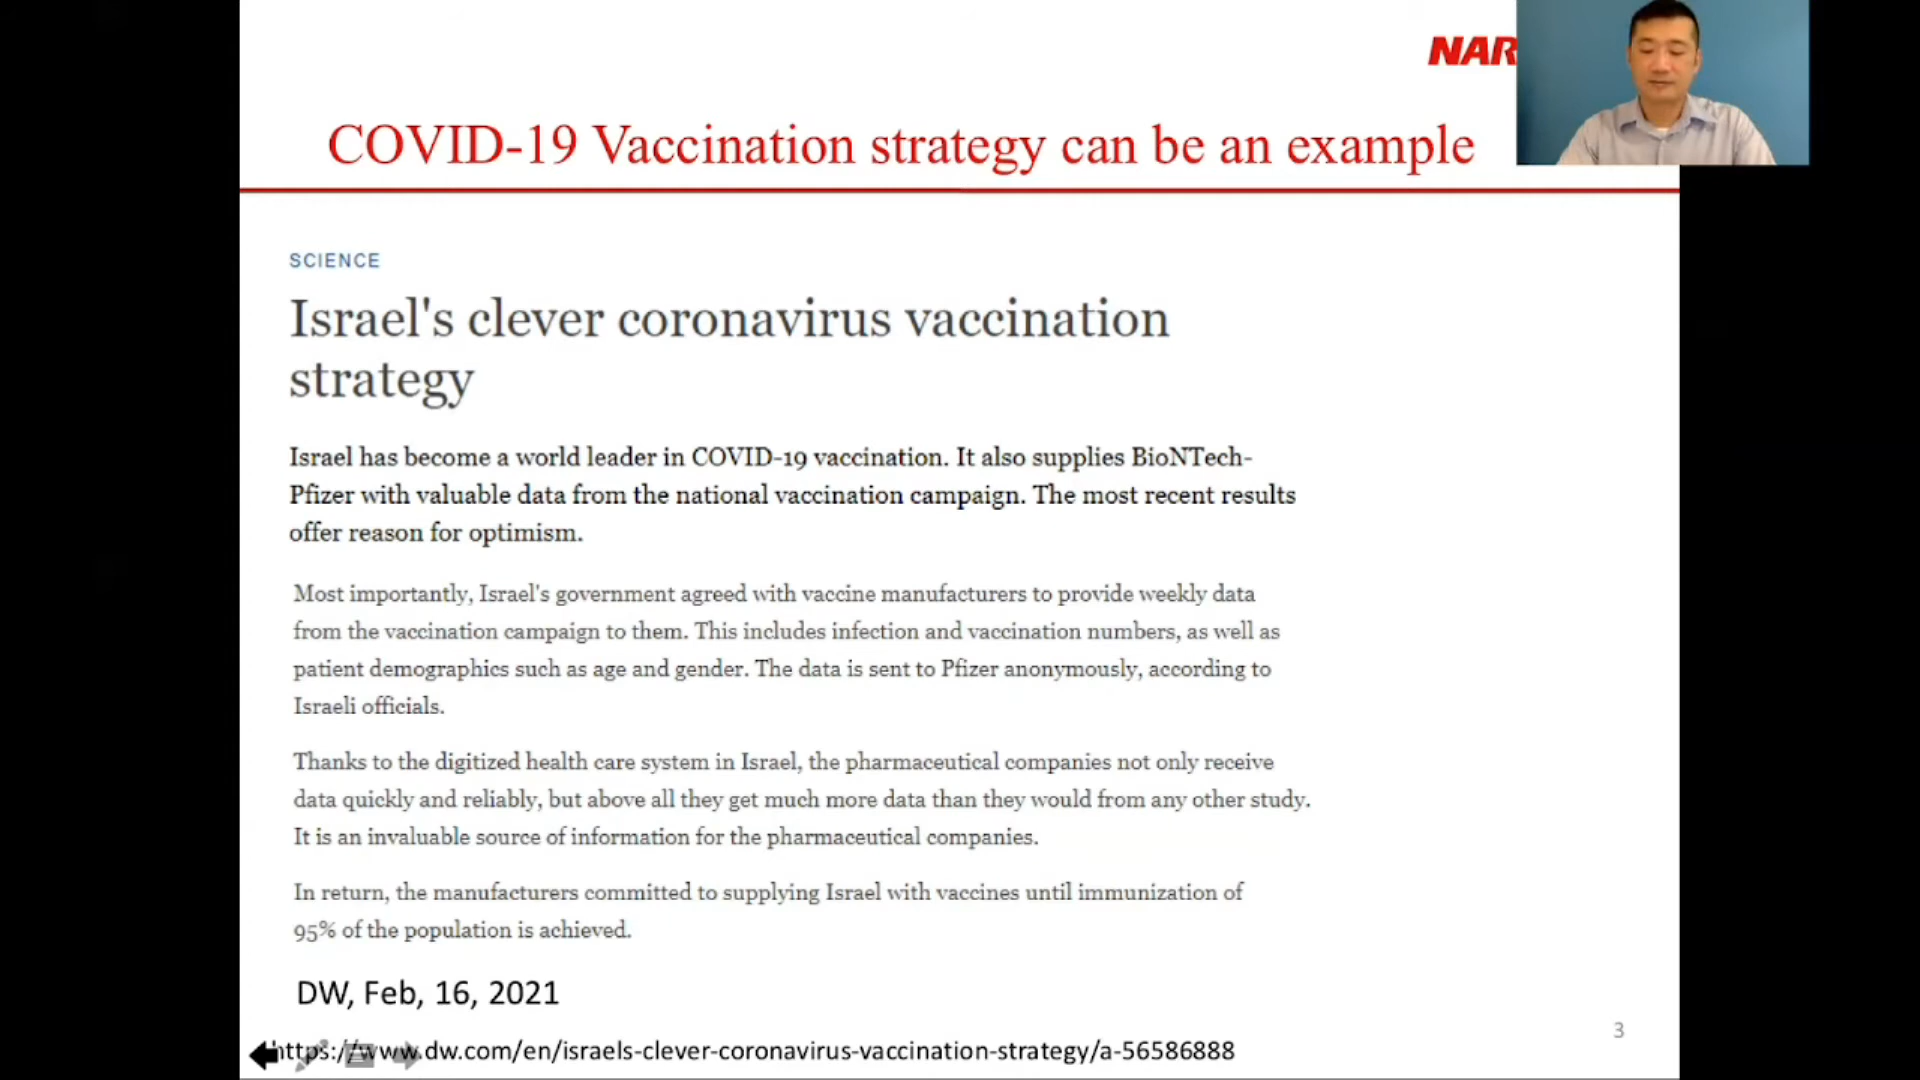 NAR
COVID-19 Vaccination strategy can be an example
SCIENCE
Israel's clever coronavirus vaccination
strategy
Israel has become a world leader in COVID-19 vaccination. It also supplies BioNTech-
Pfizer with valuable data from the national vaccination campaign. The most recent results
offer reason for optimism.
Most importantly, Israel's government agreed with vaccine manufacturers to provide weekly data
from the vaccination campaign to them. This includes infection and vaccination numbers, as well as
patient demographics such as age and gender. The data is sent to Pfizer anonymously, according to
Israeli officials.
Thanks to the digitized health care system in Israel, the pharmaceutical companies not only receive
data quickly and reliably, but above all they get much more data than they would from any other study.
It is an invaluable source of information for the pharmaceutical companies.
In return, the manufacturers committed to supplying Israel with vaccines until immunization of
95% of the population is achieved.
DW, Feb, 16, 2021
3
https://www.dw.com/en/israels-clever-coronavirus-vaccination-strategy/a-56586888